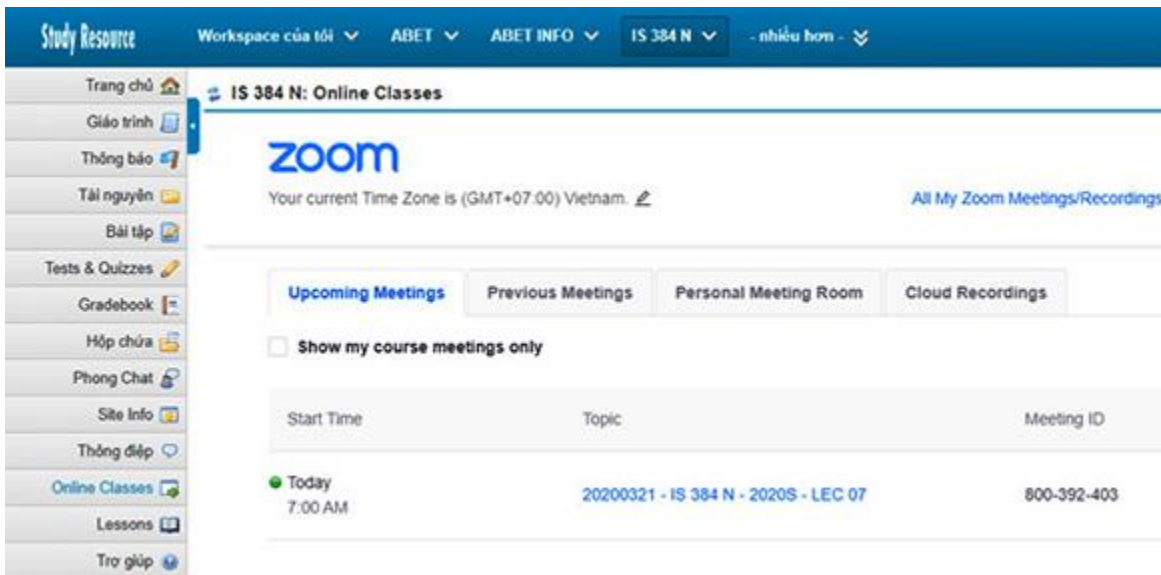 Study Resource
Workspace của tôi ABET ABET INFO IS 384 N - nhiều hơn -
Trang chủ
Giáo trình
Thông báo
Tài nguyên
Bài tập
Tests & Quizzes
Gradebook
Hộp chứa
Phong Chat
Site Info
Thông điệp
Online Classes
Lessons
Trợ giúp
IS 384 N: Online Classes
zoom
Your current Time Zone is (GMT+07:00) Vietnam.
All My Zoom Meetings/Recordings
Upcoming Meetings Previous Meetings Personal Meeting Room Cloud Recordings
Show my course meetings only
Start Time Topic Meeting ID
Today
7:00 AM
20200321 - IS 384 N - 2020S - LEC 07 800-392-403